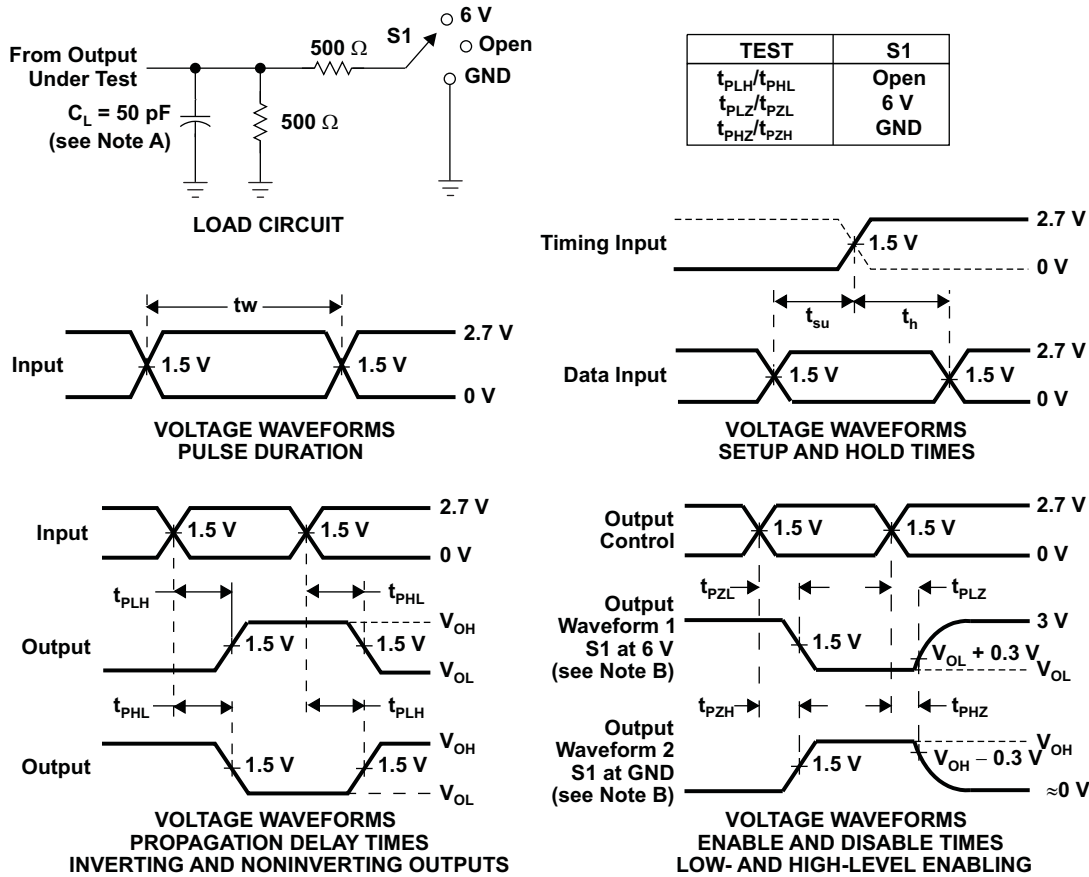 6 V
S1
Open
GND
500 Ω
From Output
Under Test
C_L = 50 pF
(see Note A)
500 Ω
LOAD CIRCUIT
TEST S1
t_PLH/t_PHL Open
t_PLZ/t_PZL 6 V
t_PHZ/t_PZH GND
Timing Input
1.5 V
2.7 V
0 V
t_su
t_h
Data Input
1.5 V
1.5 V
2.7 V
0 V
VOLTAGE WAVEFORMS
SETUP AND HOLD TIMES
tw
Input
1.5 V
1.5 V
2.7 V
0 V
VOLTAGE WAVEFORMS
PULSE DURATION
Input
1.5 V
1.5 V
2.7 V
0 V
t_PLH
t_PHL
Output
1.5 V
1.5 V
V_OH
V_OL
t_PHL
t_PLH
Output
1.5 V
1.5 V
V_OH
V_OL
VOLTAGE WAVEFORMS
PROPAGATION DELAY TIMES
INVERTING AND NONINVERTING OUTPUTS
Output
Control
1.5 V
1.5 V
2.7 V
0 V
t_PZL
t_PLZ
Output
Waveform 1
S1 at 6 V
(see Note B)
1.5 V
3 V
V_OL + 0.3 V
V_OL
t_PZH
t_PHZ
Output
Waveform 2
S1 at GND
(see Note B)
1.5 V
V_OH
V_OH − 0.3 V
≈0 V
VOLTAGE WAVEFORMS
ENABLE AND DISABLE TIMES
LOW- AND HIGH-LEVEL ENABLING